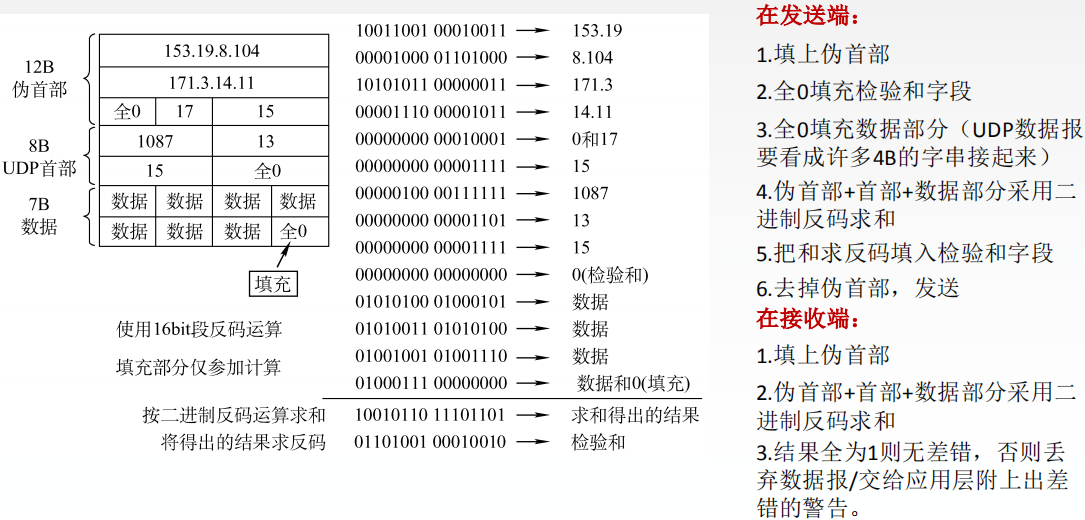 12B
伪首部
153.19.8.104
171.3.14.11
全0 17 15
8B
UDP首部
1087 13
15 全0
7B
数据
数据 数据 数据 数据
数据 数据 数据 全0
填充
使用16bit段反码运算
填充部分仅参加计算
10011001 00010011 → 153.19
00001000 01101000 → 8.104
10101011 00000011 → 171.3
00001110 00001011 → 14.11
00000000 00010001 → 0和17
00000000 00001111 → 15
00000100 00111111 → 1087
00000000 00001101 → 13
00000000 00001111 → 15
00000000 00000000 → 0(检验和)
01010100 01000101 → 数据
01010011 01010100 → 数据
01001001 01001110 → 数据
01000111 00000000 → 数据和0(填充)
按二进制反码运算求和 10010110 11101101 → 求和得出的结果
将得出的结果求反码 01101001 00010010 → 检验和
在发送端：
1.填上伪首部
2.全0填充检验和字段
3.全0填充数据部分（UDP数据报
要看成许多4B的字串接起来）
4.伪首部+首部+数据部分采用二
进制反码求和
5.把和求反码填入检验和字段
6.去掉伪首部，发送
在接收端：
1.填上伪首部
2.伪首部+首部+数据部分采用二
进制反码求和
3.结果全为1则无差错，否则丢
弃数据报/交给应用层附上出差
错的警告。